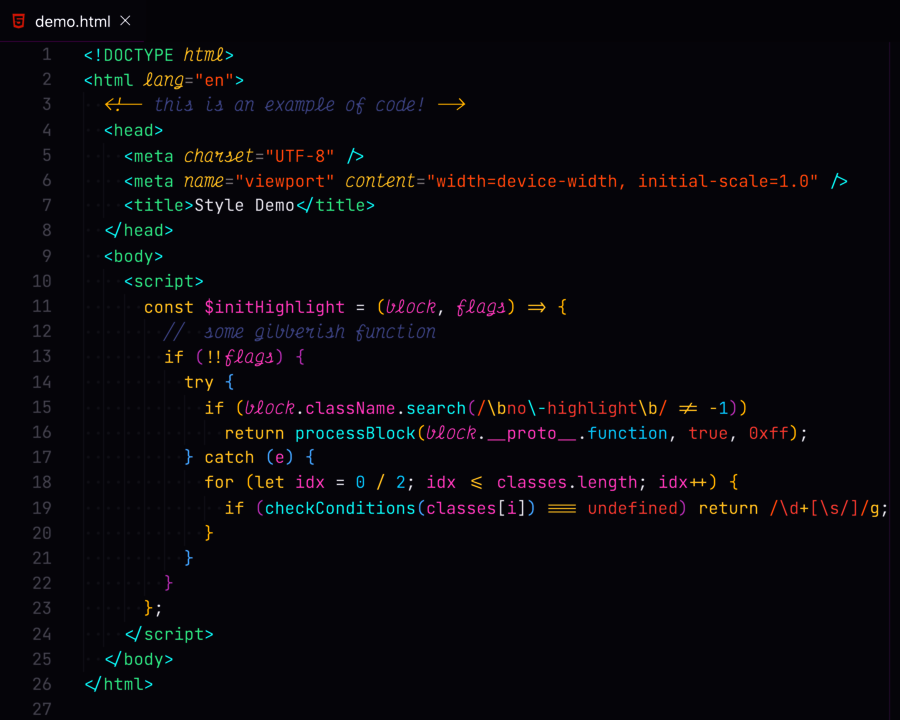 demo.html ×
1 <!DOCTYPE html>
2 <html lang="en">
3 <!-- this is an example of code! -->
4 <head>
5 <meta charset="UTF-8" />
6 <meta name="viewport" content="width=device-width, initial-scale=1.0" />
7 <title>Style Demo</title>
8 </head>
9 <body>
10 <script>
11 const $initHighlight = (block, flags) => {
12 // some gibberish function
13 if (!!flags) {
14 try {
15 if (block.className.search(/\bno\-highlight\b/ != -1))
16 return processBlock(block.__proto__.function, true, 0xff);
17 } catch (e) {
18 for (let idx = 0 / 2; idx <= classes.length; idx++) {
19 if (checkConditions(classes[i]) === undefined) return /\d+[\s/]/g;
20 }
21 }
22 }
23 };
24 </script>
25 </body>
26 </html>
27